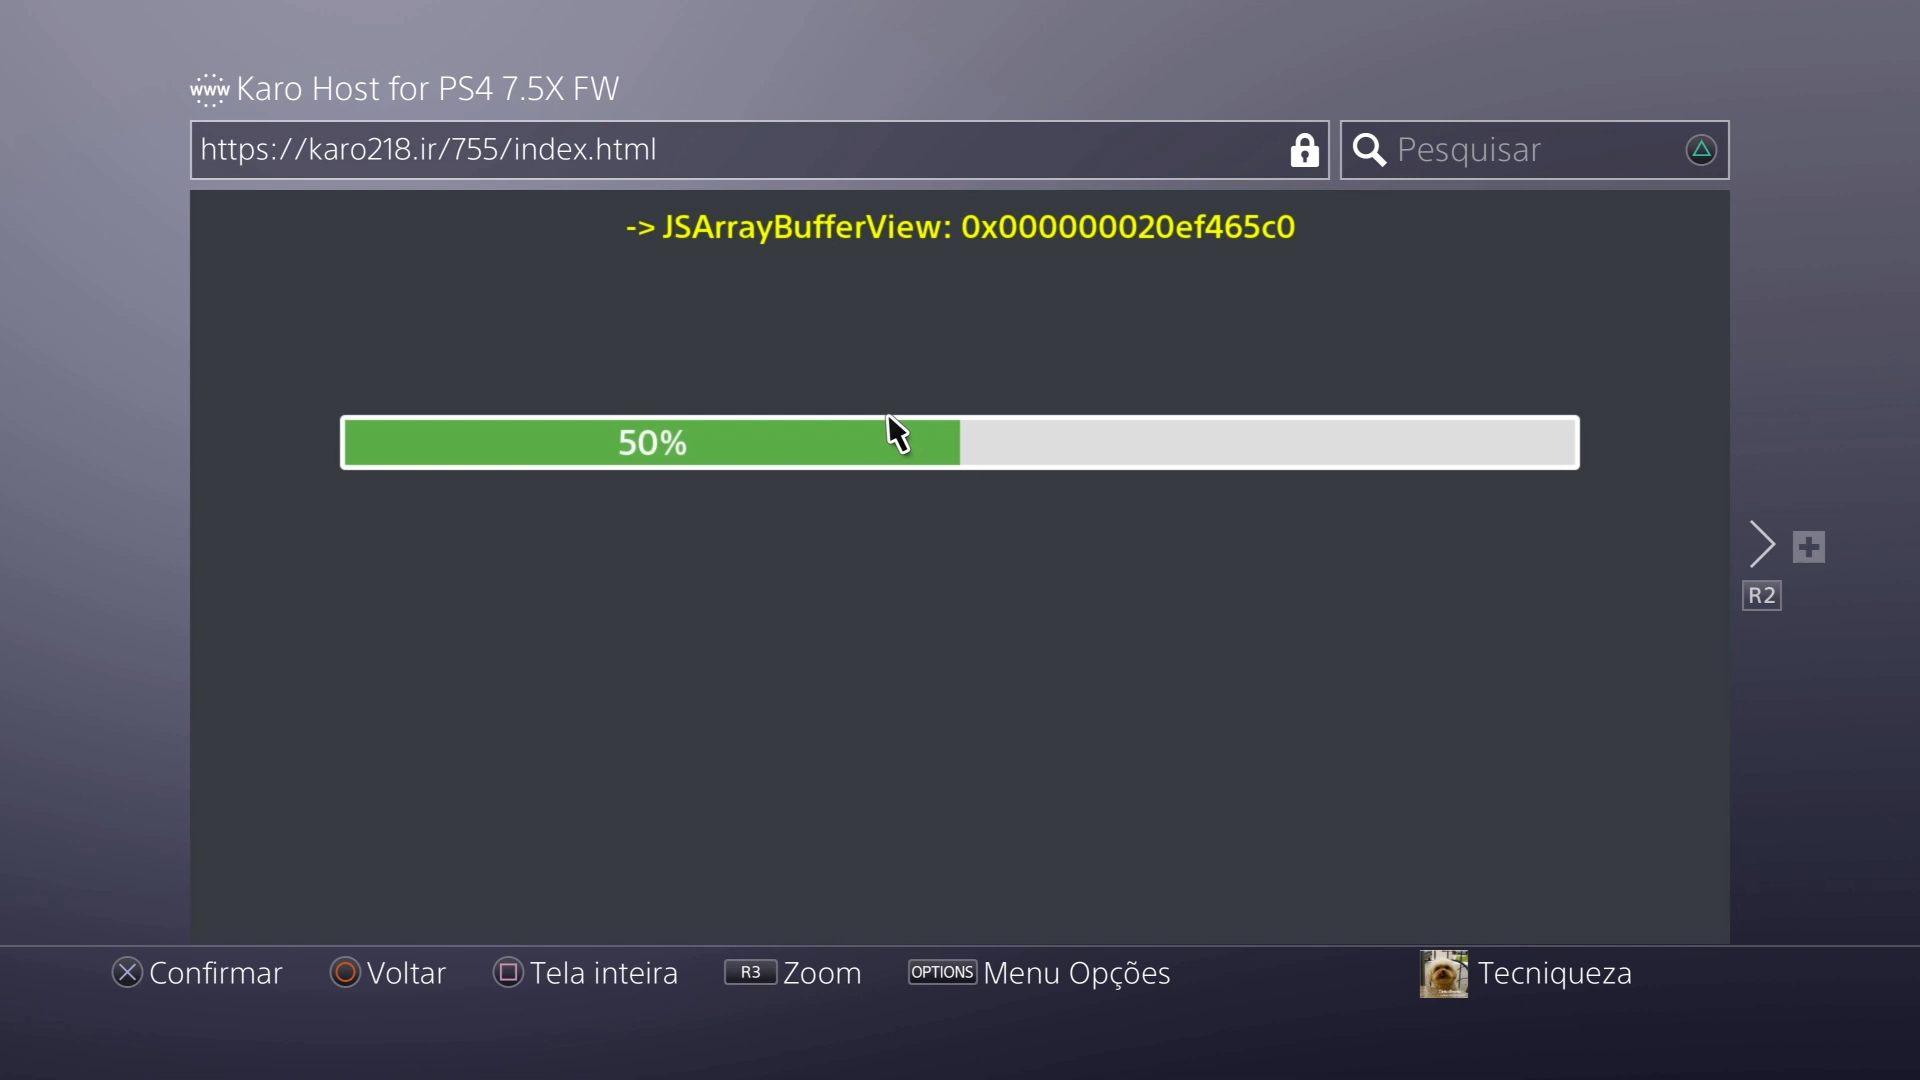 www Karo Host for PS4 7.5X FW
https://karo218.ir/755/index.html
Pesquisar
-> JSArrayBufferView: 0x000000020ef465c0
50%
R2
Confirmar Voltar Tela inteira R3 Zoom OPTIONS Menu Opções Tecniqueza